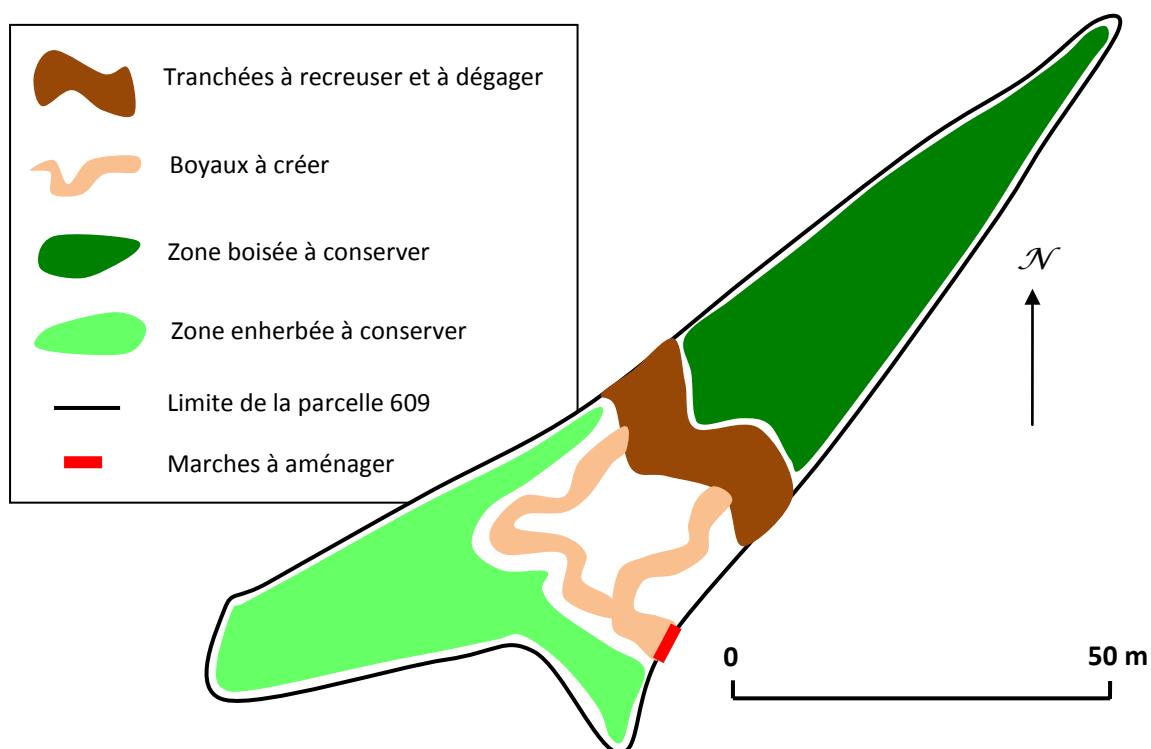 Tranchées à recreuser et à dégager
Boyaux à créer
Zone boisée à conserver
Zone enherbée à conserver
Limite de la parcelle 609
Marches à aménager
N
0
50 m